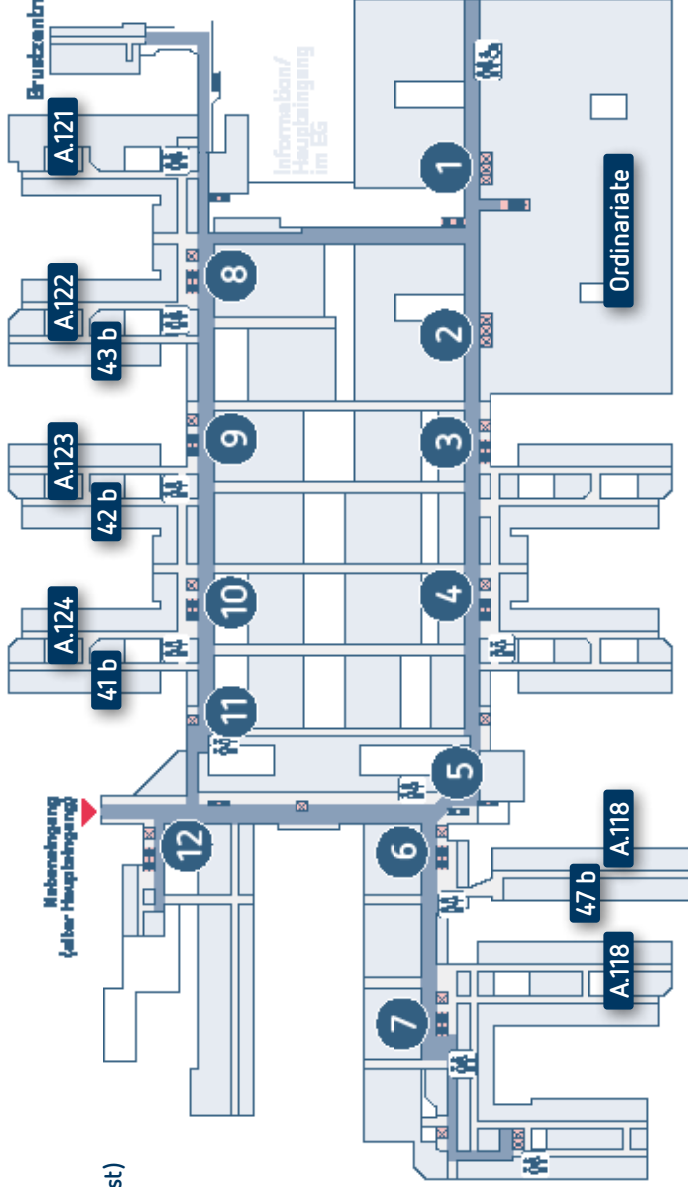 Brustzentr
A.121
Information/
Haupteingang
im EG
1
Ordinariate
8
A.122
43 b
2
9
A.123
42 b
3
10
A.124
41 b
4
11
5
Nebeneingang
(alter Haupteingang)
12
6
A.118
47 b
A.118
7
st)